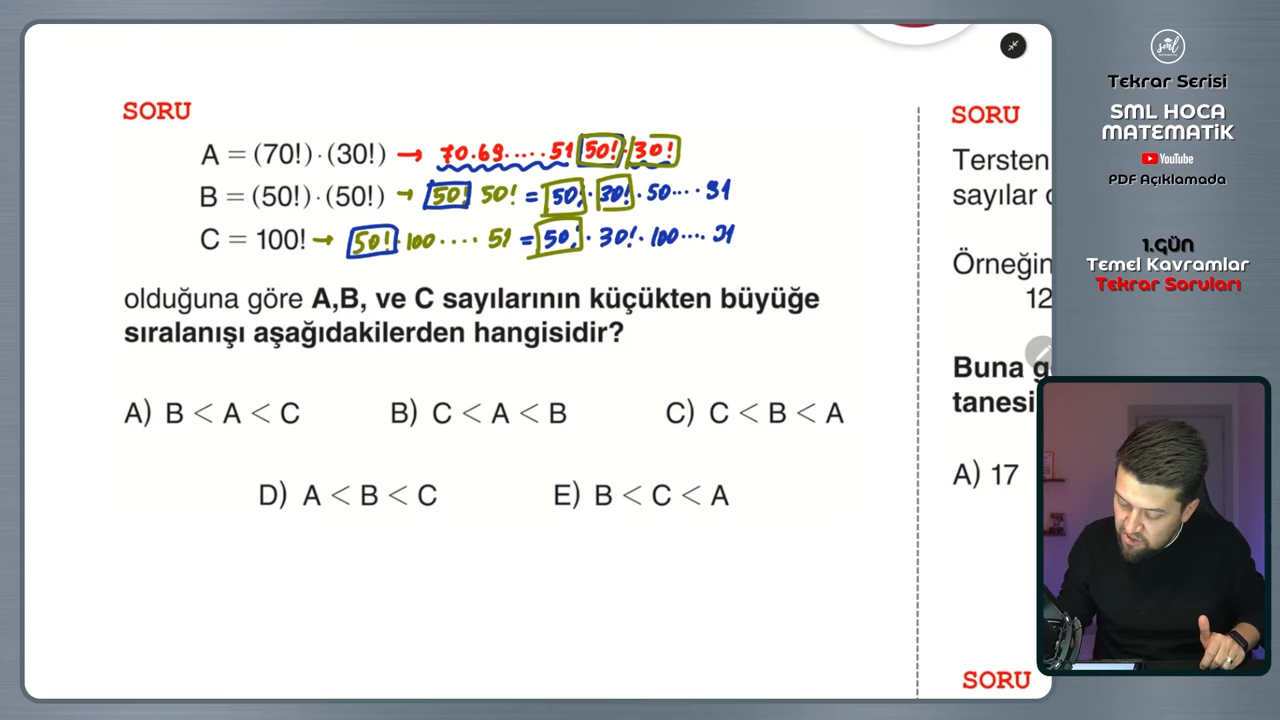 SORU
A = (70!) · (30!) → 70.69.....51 50! · 30!
B = (50!) · (50!) → 50! 50! = 50! · 30! · 50.... 31
C = 100! → 50! · 100 .... 51 = 50! · 30! · 100.... 31
olduğuna göre A,B, ve C sayılarının küçükten büyüğe
sıralanışı aşağıdakilerden hangisidir?
A) B < A < C
B) C < A < B
C) C < B < A
D) A < B < C
E) B < C < A
SORU
Tersten
sayılar
Örneğin
12
Buna
tanesi
A) 17
SORU
sml
Tekrar Serisi
SML HOCA
MATEMATİK
YouTube
PDF Açıklamada
1.GÜN
Temel Kavramlar
Tekrar Soruları